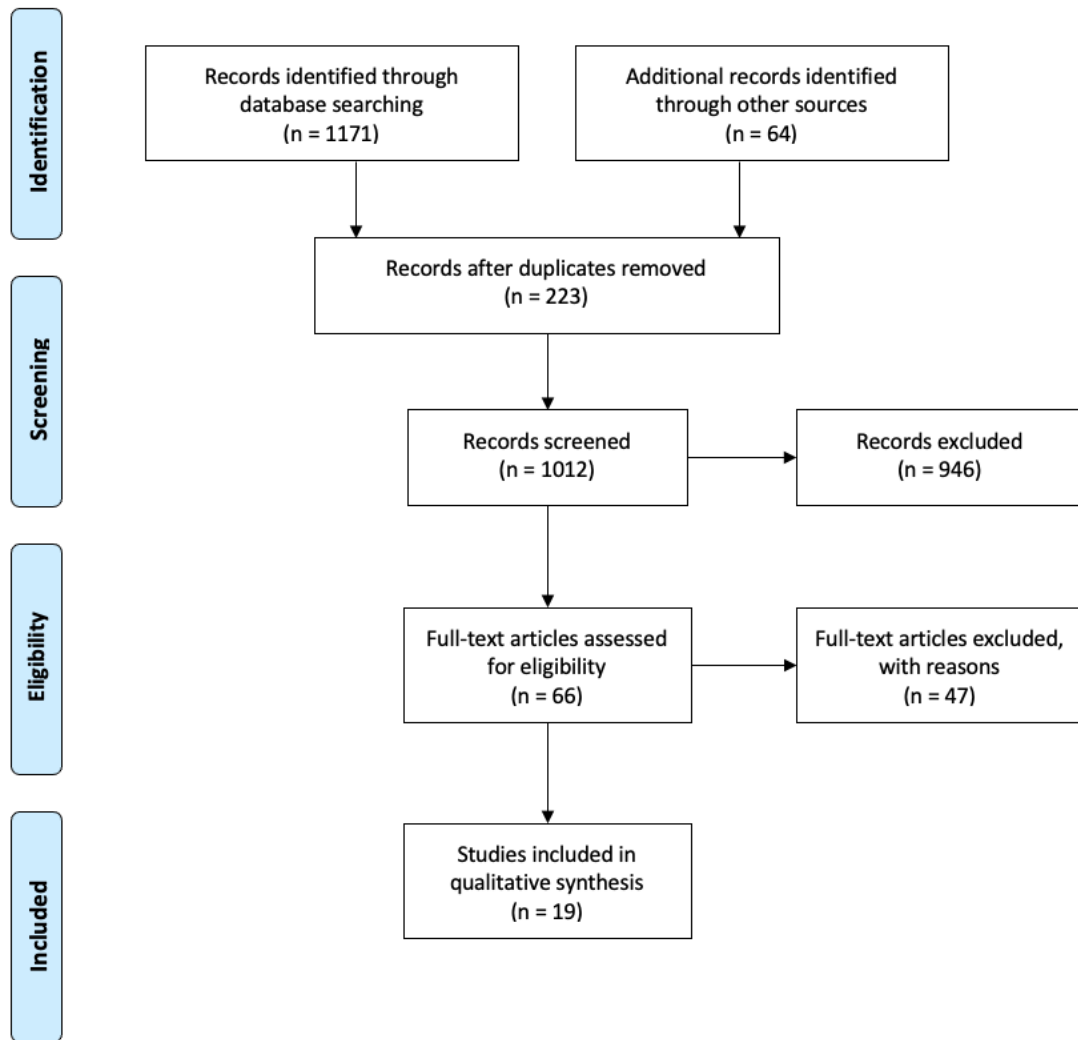 Identification
Records identified through
database searching
(n = 1171)
Additional records identified
through other sources
(n = 64)
Records after duplicates removed
(n = 223)
Screening
Records screened
(n = 1012)
Records excluded
(n = 946)
Eligibility
Full-text articles assessed
for eligibility
(n = 66)
Full-text articles excluded,
with reasons
(n = 47)
Included
Studies included in
qualitative synthesis
(n = 19)